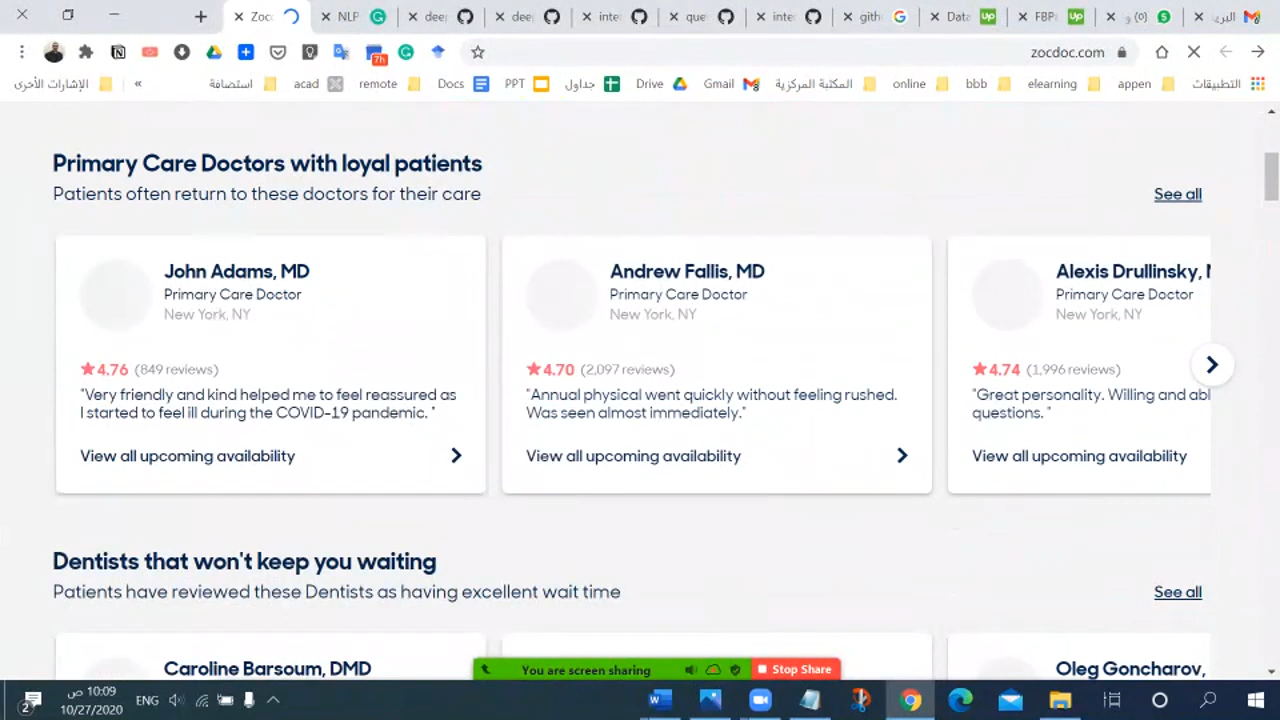 Zoc
NLP
deep
deep
inte
que
inte
gith
Data
FBP
(0) و
البريد
7h
zocdoc.com
الإشارات الأخرى
»
استضافة
acad
remote
Docs
PPT
جداول
Drive
Gmail
المكتبة المركزية
online
bbb
elearning
appen
التطبيقات
Primary Care Doctors with loyal patients
Patients often return to these doctors for their care
See all
John Adams, MD
Primary Care Doctor
New York, NY
4.76 (849 reviews)
"Very friendly and kind helped me to feel reassured as
I started to feel ill during the COVID-19 pandemic. "
View all upcoming availability
Andrew Fallis, MD
Primary Care Doctor
New York, NY
4.70 (2,097 reviews)
"Annual physical went quickly without feeling rushed.
Was seen almost immediately."
View all upcoming availability
Alexis Drullinsky,
Primary Care Doctor
New York, NY
4.74 (1,996 reviews)
"Great personality. Willing and abl
questions. "
View all upcoming availability
Dentists that won't keep you waiting
Patients have reviewed these Dentists as having excellent wait time
See all
Caroline Barsoum, DMD
Oleg Goncharov,
You are screen sharing
Stop Share
2
10:09 ص
10/27/2020
ENG